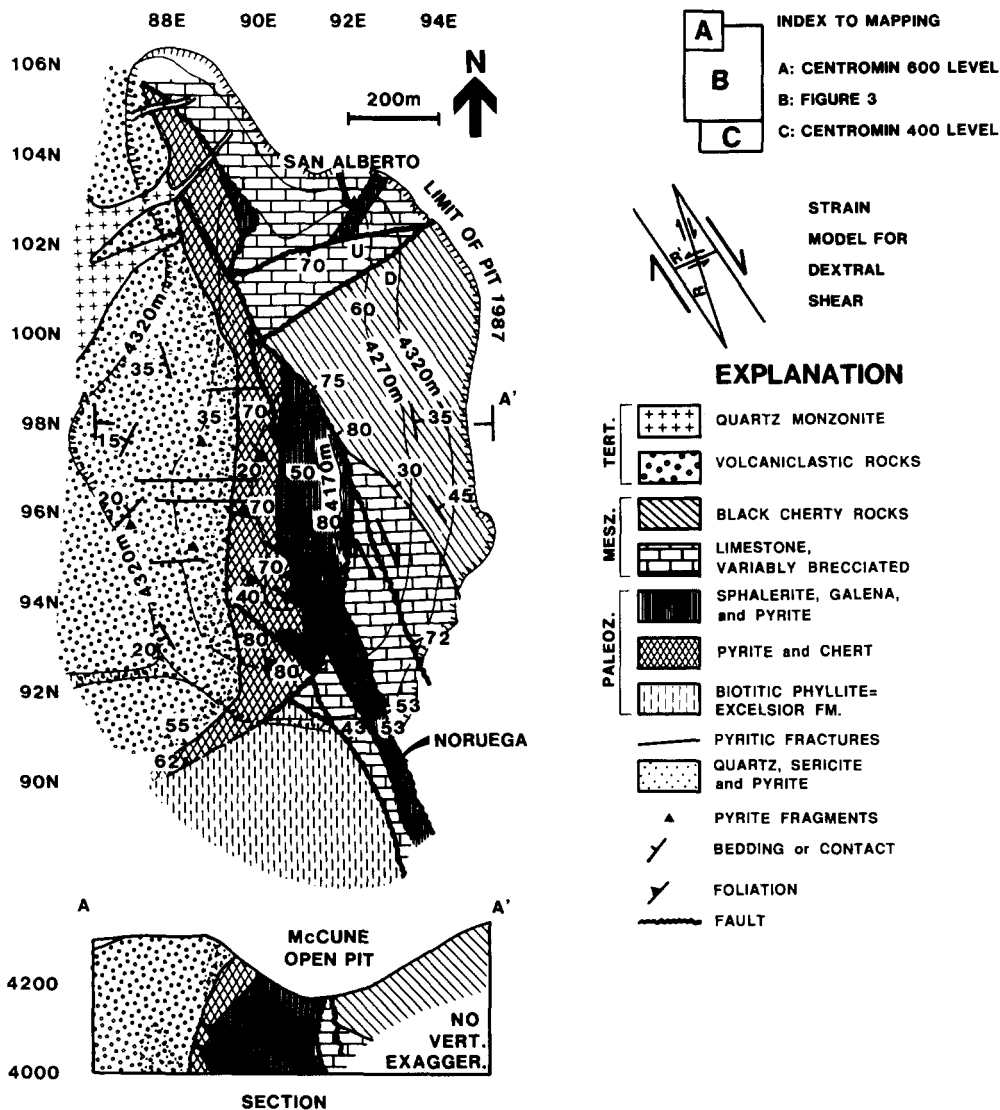 88E 90E 92E 94E
106N
104N
102N
100N
98N
96N
94N
92N
90N
N
200m
SAN ALBERTO
LIMIT OF PIT 1987
U
D
70
60
4320m
4270m
4320m
35
75
A'
35
70
80
35
15
4170m
50
30
20
20
70
80
45
4320m
70
40
80
72
20
80
53
55
43
53
62
NORUEGA
A
A'
McCUNE
OPEN PIT
4200
4000
NO
VERT.
EXAGGER.
SECTION
A
B
C
INDEX TO MAPPING
A: CENTROMIN 600 LEVEL
B: FIGURE 3
C: CENTROMIN 400 LEVEL
R'
R
STRAIN
MODEL FOR
DEXTRAL
SHEAR
EXPLANATION
TERT.
QUARTZ MONZONITE
VOLCANICLASTIC ROCKS
MESZ.
BLACK CHERTY ROCKS
LIMESTONE,
VARIABLY BRECCIATED
PALEOZ.
SPHALERITE, GALENA,
and PYRITE
PYRITE and CHERT
BIOTITIC PHYLLITE=
EXCELSIOR FM.
PYRITIC FRACTURES
QUARTZ, SERICITE
and PYRITE
PYRITE FRAGMENTS
BEDDING or CONTACT
FOLIATION
FAULT